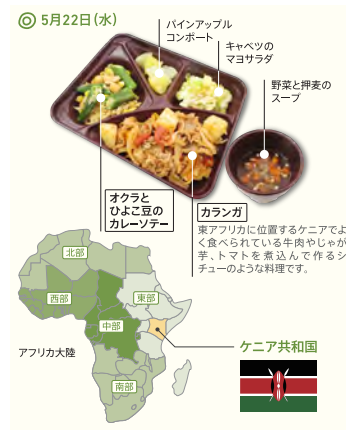 ◎ 5月22日(水)
パインアップル
コンポート
キャベツの
マヨサラダ
野菜と押麦の
スープ
オクラと
ひよこ豆の
カレーソテー
カランガ
東アフリカに位置するケニアでよ
く食べられている牛肉やじゃが
芋、トマトを煮込んで作るシ
チューのような料理です。
北部
西部
東部
中部
南部
アフリカ大陸
ケニア共和国